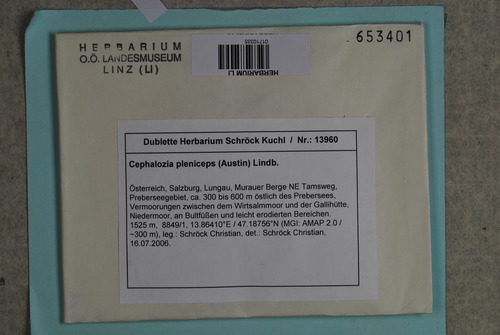 HERBARIUM
O.Ö. LANDESMUSEUM
LINZ (LI)
HERBARIUM LI
01710335
653401
Dublette Herbarium Schröck Kuchl / Nr.: 13960
Cephalozia pleniceps (Austin) Lindb.
Österreich, Salzburg, Lungau, Murauer Berge NE Tamsweg,
Preberseegebiet, ca. 300 bis 600 m östlich des Prebersees,
Vermoorungen zwischen dem Wirtsalmmoor und der Gallihütte,
Niedermoor, an Bultfüßen und leicht erodierten Bereichen.
1525 m, 8849/1, 13.86410°E / 47.18756°N (MGI: AMAP 2.0 /
~300 m), leg.: Schröck Christian, det.: Schröck Christian,
16.07.2006.